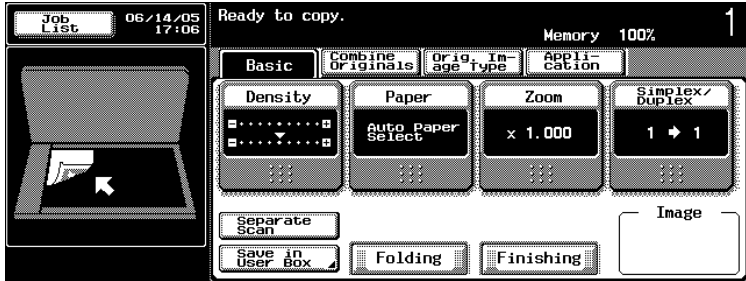 Job
List
06/14/05
17:06
Ready to copy.
Memory 100%
1
Basic
Combine
Originals
Orig. Im-
age Type
Appli-
cation
Density
Paper
Auto Paper
Select
Zoom
x 1.000
Simplex/
Duplex
1 → 1
Separate
Scan
Save in
User Box
Folding
Finishing
Image